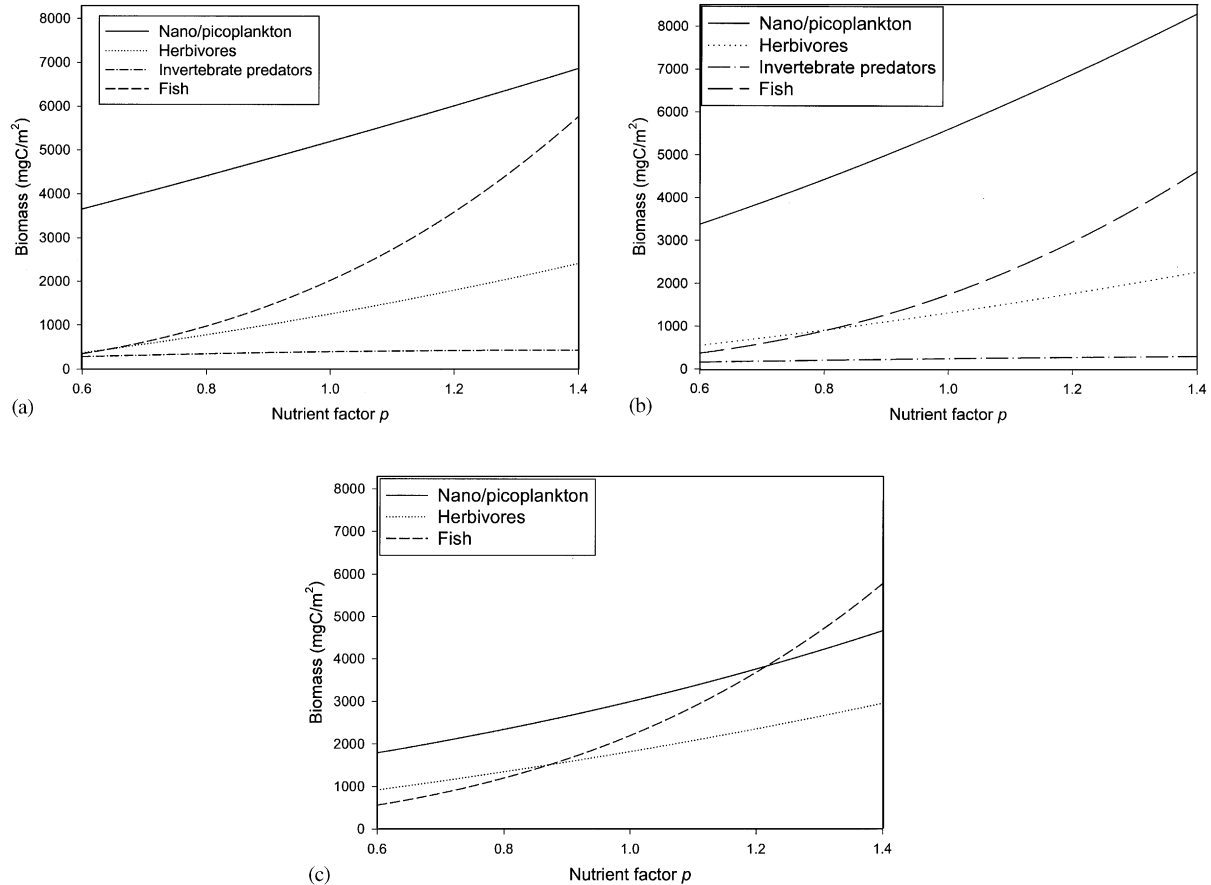 8000
7000
6000
5000
4000
3000
2000
1000
0
Biomass (mgC/m²)
Nano/picoplankton
Herbivores
Invertebrate predators
Fish
0.6 0.8 1.0 1.2 1.4
Nutrient factor p
(a)
8000
7000
6000
5000
4000
3000
2000
1000
0
Biomass (mgC/m²)
Nano/picoplankton
Herbivores
Invertebrate predators
Fish
0.6 0.8 1.0 1.2 1.4
Nutrient factor p
(b)
8000
7000
6000
5000
4000
3000
2000
1000
0
Biomass (mgC/m²)
Nano/picoplankton
Herbivores
Fish
0.6 0.8 1.0 1.2 1.4
Nutrient factor p
(c)